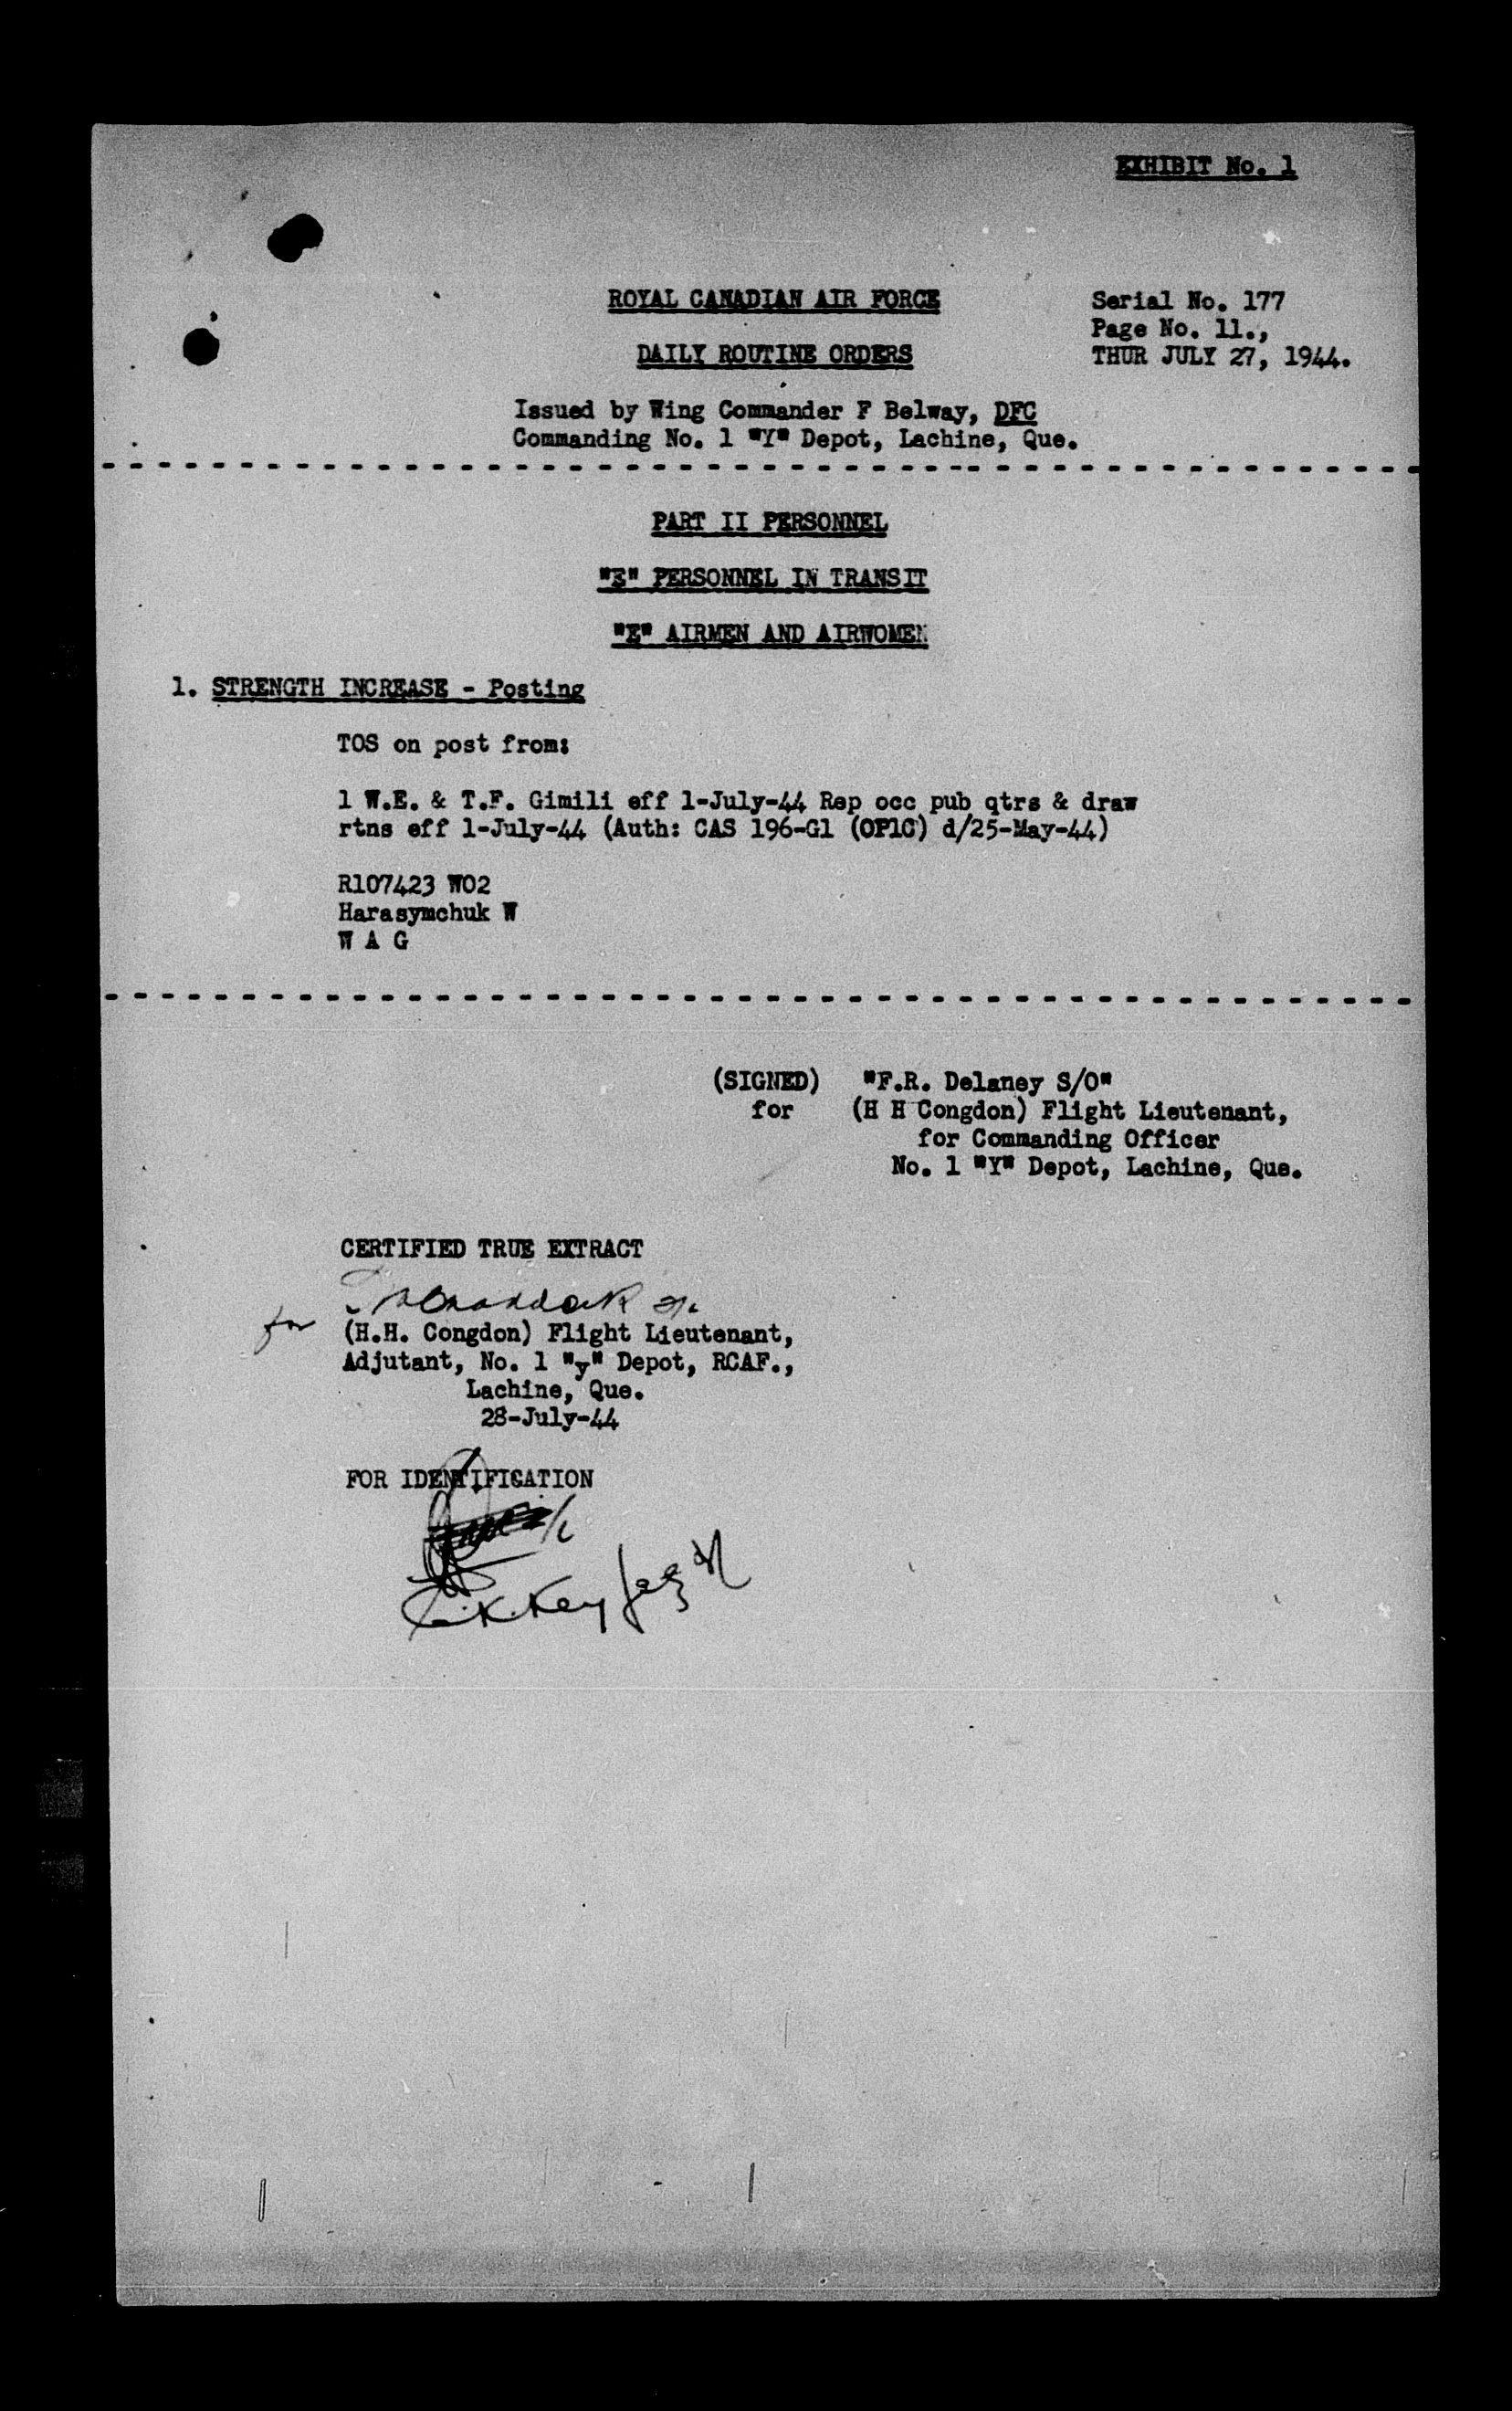 EXHIBIT No. 1
ROYAL CANADIAN AIR FORCE
Serial No. 177
Page No. 11.,
DAILY ROUTINE ORDERS
THUR JULY 27, 1944.
Issued by Wing Commander F Belway, DFC
Commanding No. 1 "Y" Depot, Lachine, Que.
PART II PERSONNEL
"E" PERSONNEL IN TRANSIT
"E" AIRMEN AND AIRWOMEN
1. STRENGTH INCREASE - Posting
TOS on post from:
1 W.E. & T.F. Gimili eff 1-July-44 Rep occ pub qtrs & draw
rtns eff 1-July-44 (Auth: CAS 196-G1 (OP1C) d/25-May-44)
R107423 WO2
Harasymchuk W
W A G
(SIGNED) "F.R. Delaney S/O"
for (H H Congdon) Flight Lieutenant,
for Commanding Officer
No. 1 "Y" Depot, Lachine, Que.
CERTIFIED TRUE EXTRACT
for (H.H. Congdon) Flight Lieutenant,
Adjutant, No. 1 "y" Depot, RCAF.,
Lachine, Que.
28-July-44
FOR IDENTIFICATION